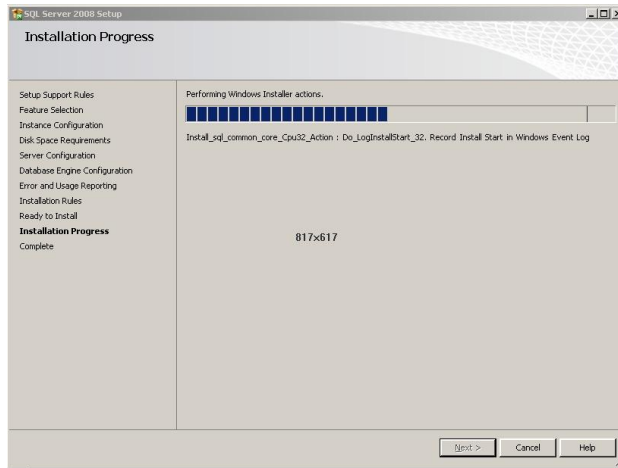 SQL Server 2008 Setup
Installation Progress
Setup Support Rules
Feature Selection
Instance Configuration
Disk Space Requirements
Server Configuration
Database Engine Configuration
Error and Usage Reporting
Installation Rules
Ready to Install
Installation Progress
Complete
Performing Windows Installer actions.
Install_sql_common_core_Cpu32_Action : Do_LogInstallStart_32. Record Install Start in Windows Event Log
817×617
Next >
Cancel
Help